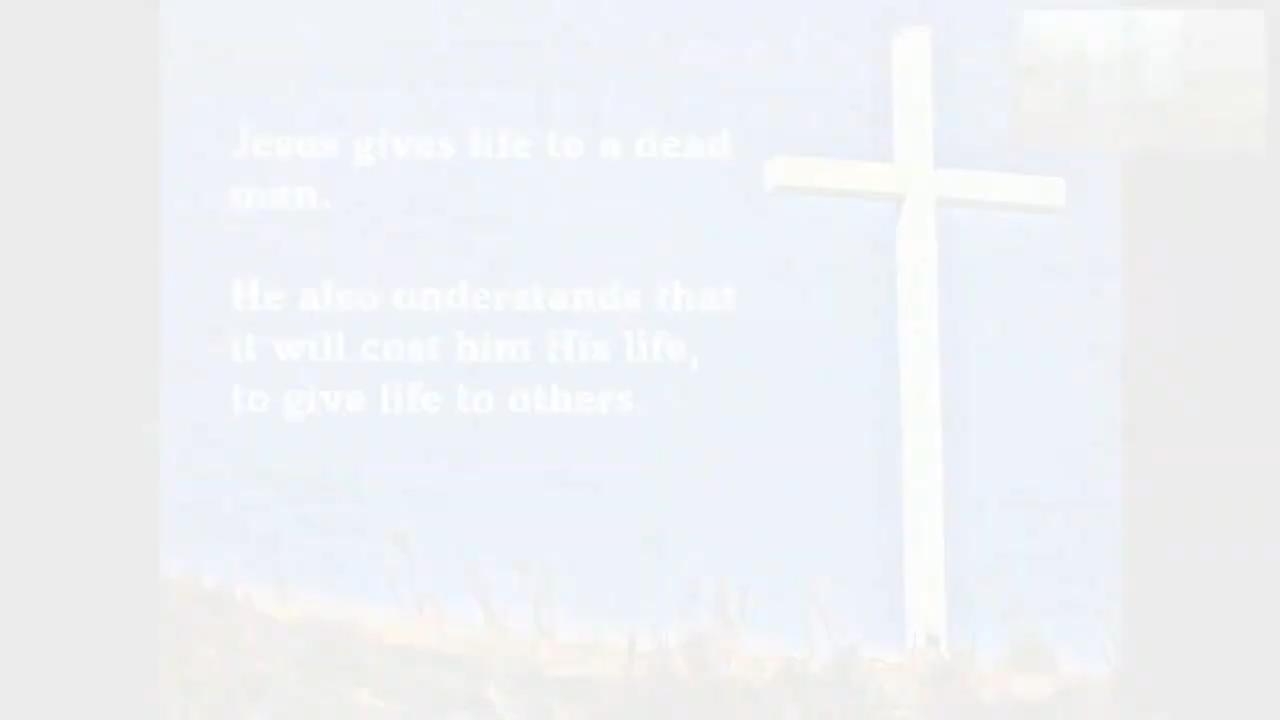 Jesus gives life to a dead
man.
He also understands that
it will cost him His life,
to give life to others